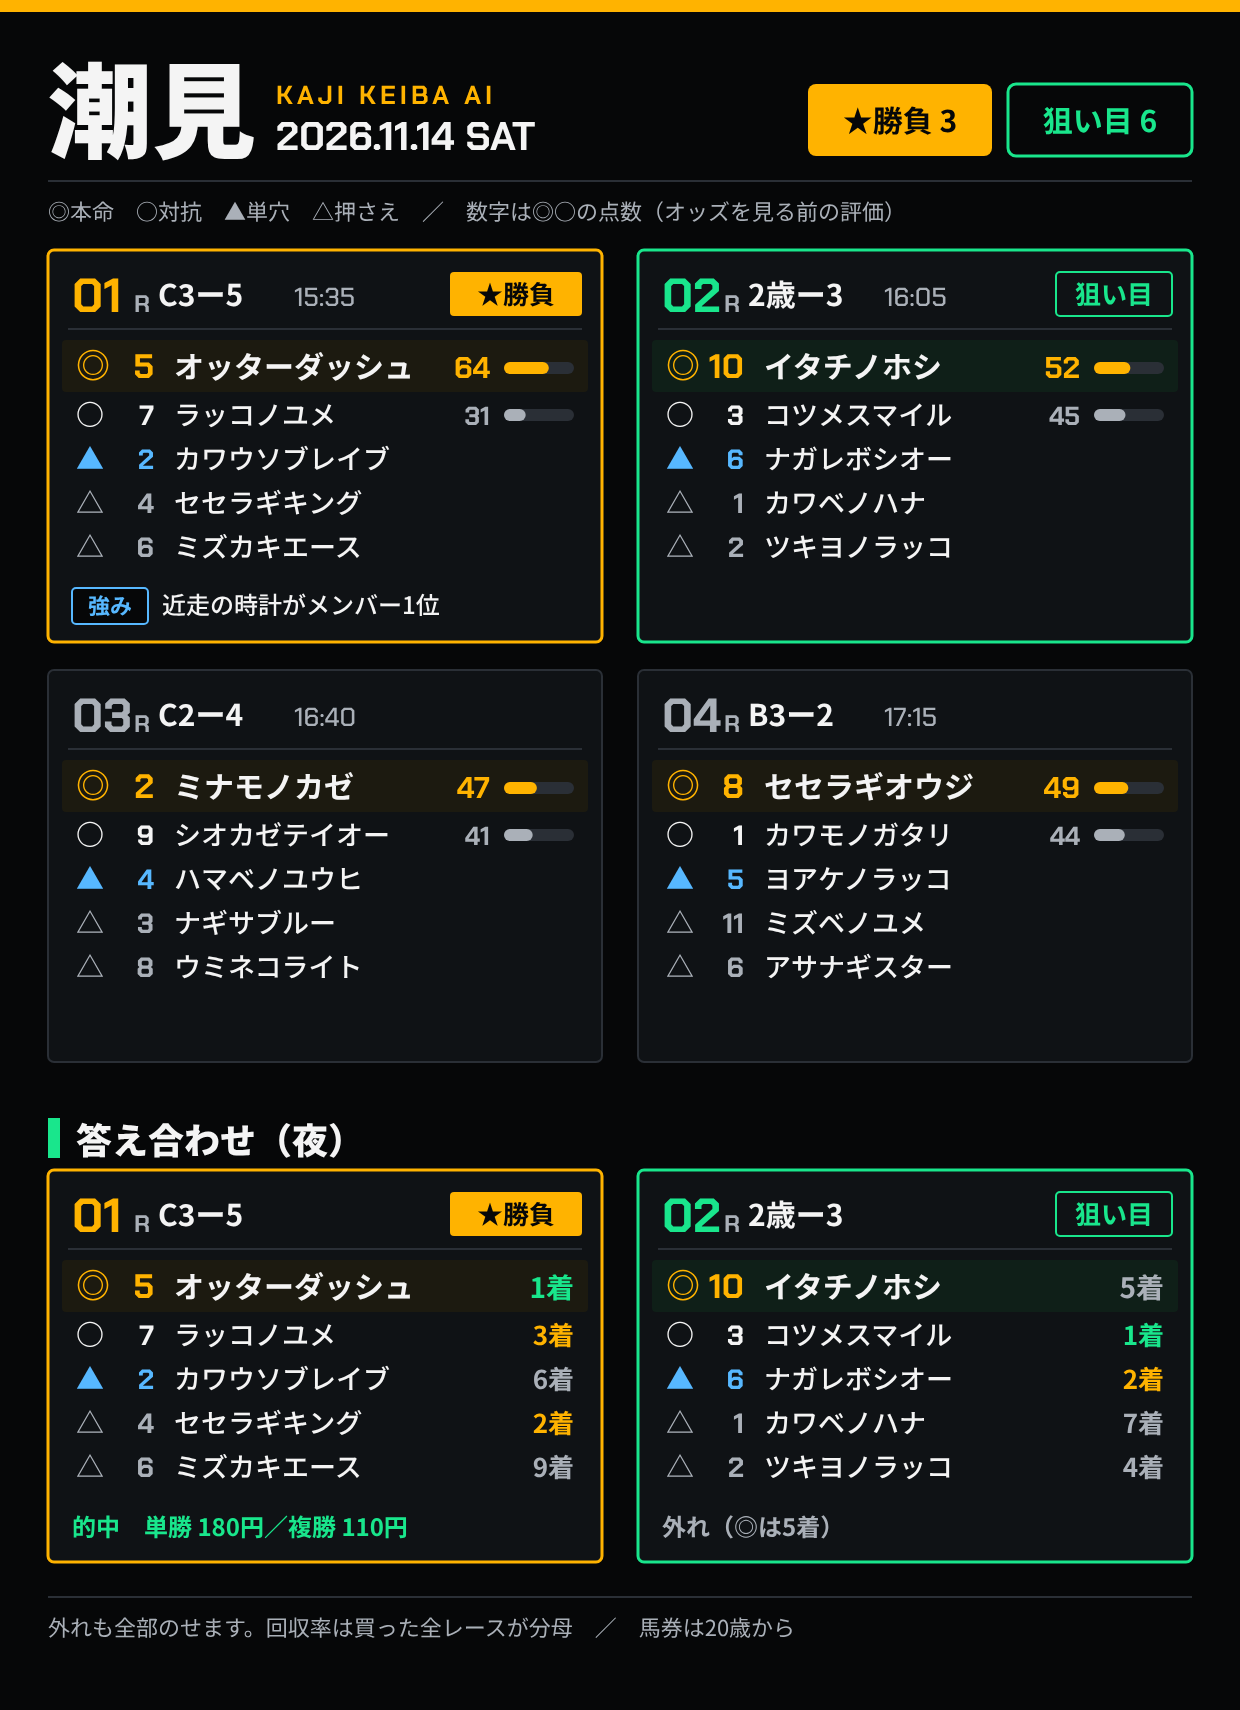 潮見
KAJI KEIBA AI
2026.11.14 SAT
★勝負 3
狙い目 6
◎本命　○対抗　▲単穴　△押さえ　／　数字は◎○の点数（オッズを見る前の評価）
01 R C3ー5 15:35 ★勝負
◎ 5 オッターダッシュ 64
○ 7 ラッコノユメ 31
▲ 2 カワウソブレイブ
△ 4 セセラギキング
△ 6 ミズカキエース
強み 近走の時計がメンバー1位
02 R 2歳ー3 16:05 狙い目
◎ 10 イタチノホシ 52
○ 3 コツメスマイル 45
▲ 6 ナガレボシオー
△ 1 カワベノハナ
△ 2 ツキヨノラッコ
03 R C2ー4 16:40
◎ 2 ミナモノカゼ 47
○ 9 シオカゼテイオー 41
▲ 4 ハマベノユウヒ
△ 3 ナギサブルー
△ 8 ウミネコライト
04 R B3ー2 17:15
◎ 8 セセラギオウジ 49
○ 1 カワモノガタリ 44
▲ 5 ヨアケノラッコ
△ 11 ミズベノユメ
△ 6 アサナギスター
答え合わせ（夜）
01 R C3ー5 ★勝負
◎ 5 オッターダッシュ 1着
○ 7 ラッコノユメ 3着
▲ 2 カワウソブレイブ 6着
△ 4 セセラギキング 2着
△ 6 ミズカキエース 9着
的中　単勝 180円／複勝 110円
02 R 2歳ー3 狙い目
◎ 10 イタチノホシ 5着
○ 3 コツメスマイル 1着
▲ 6 ナガレボシオー 2着
△ 1 カワベノハナ 7着
△ 2 ツキヨノラッコ 4着
外れ（◎は5着）
外れも全部のせます。回収率は買った全レースが分母　／　馬券は20歳から